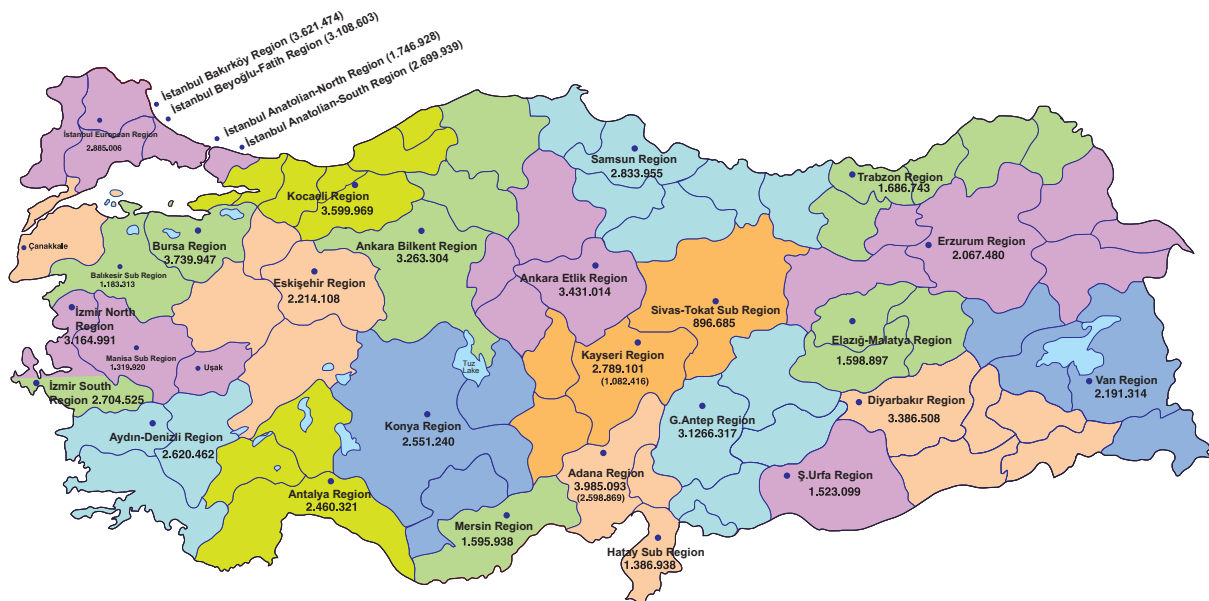 İstanbul Bakırköy Region (3.621.474)
İstanbul Beyoğlu-Fatih Region (3.108.603)
İstanbul Anatolian-North Region (1.746.928)
İstanbul Anatolian-South Region (2.699.939)
İstanbul European Region
2.885.006
Kocaeli Region
3.599.969
Samsun Region
2.833.955
Trabzon Region
1.686.743
Çanakkale
Bursa Region
3.739.947
Balıkesir Sub Region
1.183.313
Ankara Bilkent Region
3.263.304
Eskişehir Region
2.214.108
Ankara Etlik Region
3.431.014
Erzurum Region
2.067.480
Sivas-Tokat Sub Region
896.685
İzmir North
Region
3.164.991
Manisa Sub Region
1.319.920
Uşak
Tuz
Lake
Kayseri Region
2.789.101
(1.082,416)
Elazığ-Malatya Region
1.598.897
Van Region
2.191.314
İzmir South
Region 2.704.525
Aydın-Denizli Region
2.620.462
Konya Region
2.551.240
G.Antep Region
3.1266.317
Diyarbakır Region
3.386.508
Antalya Region
2.460.321
Adana Region
3.985.093
(2.598.869)
Ş.Urfa Region
1.523.099
Mersin Region
1.595.938
Hatay Sub Region
1.386.938